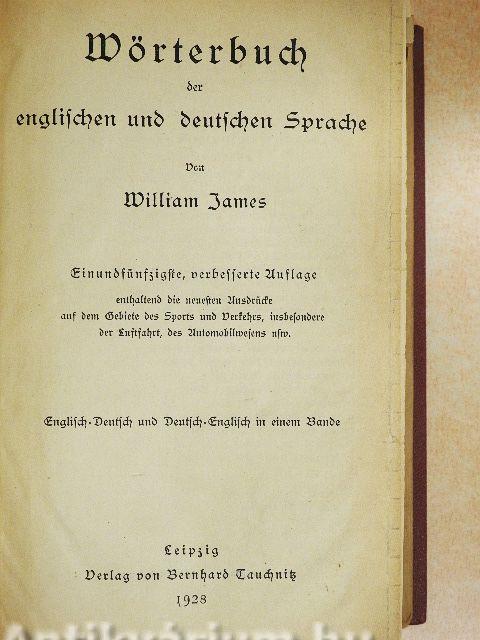 Wörterbuch
der
englischen und deutschen Sprache
Von
William James
Einundfünfzigste, verbesserte Auflage
enthaltend die neuesten Ausdrücke
auf dem Gebiete des Sports und Verkehrs, insbesondere
der Luftfahrt, des Automobilwesens usw.
Englisch-Deutsch und Deutsch-Englisch in einem Bande
Leipzig
Verlag von Bernhard Tauchnitz
1928
Antikvárium.hu